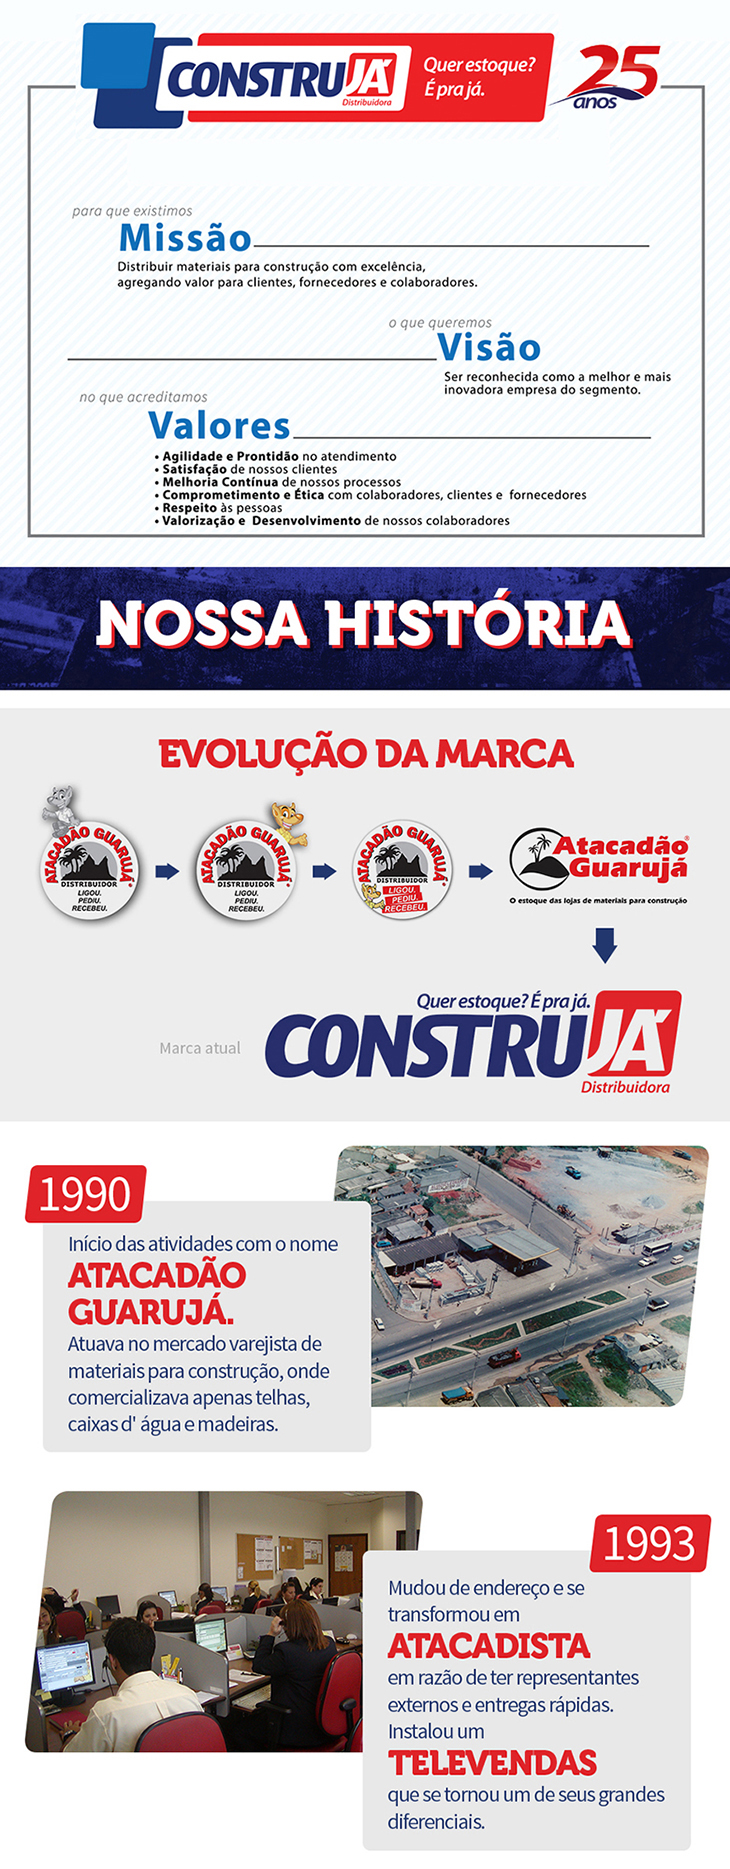 CONSTRUJÁ
Distribuidora
Quer estoque?
É pra já.
25
anos
para que existimos
Missão
Distribuir materiais para construção com excelência,
agregando valor para clientes, fornecedores e colaboradores.
o que queremos
Visão
Ser reconhecida como a melhor e mais
inovadora empresa do segmento.
no que acreditamos
Valores
• Agilidade e Prontidão no atendimento
• Satisfação de nossos clientes
• Melhoria Contínua de nossos processos
• Comprometimento e Ética com colaboradores, clientes e fornecedores
• Respeito às pessoas
• Valorização e Desenvolvimento de nossos colaboradores
NOSSA HISTÓRIA
EVOLUÇÃO DA MARCA
ATACADÃO GUARUJÁ
DISTRIBUIDOR
LIGOU.
PEDIU.
RECEBEU.
ATACADÃO GUARUJÁ
DISTRIBUIDOR
LIGOU.
PEDIU.
RECEBEU.
ATACADÃO GUARUJÁ
DISTRIBUIDOR
LIGOU.
PEDIU.
RECEBEU.
Atacadão®
Guarujá
O estoque das lojas de materiais para construção
Marca atual
Quer estoque? É pra já.
CONSTRUJÁ
Distribuidora
1990
Início das atividades com o nome
ATACADÃO
GUARUJÁ.
Atuava no mercado varejista de
materiais para construção, onde
comercializava apenas telhas,
caixas d' água e madeiras.
1993
Mudou de endereço e se
transformou em
ATACADISTA
em razão de ter representantes
externos e entregas rápidas.
Instalou um
TELEVENDAS
que se tornou um de seus grandes
diferenciais.